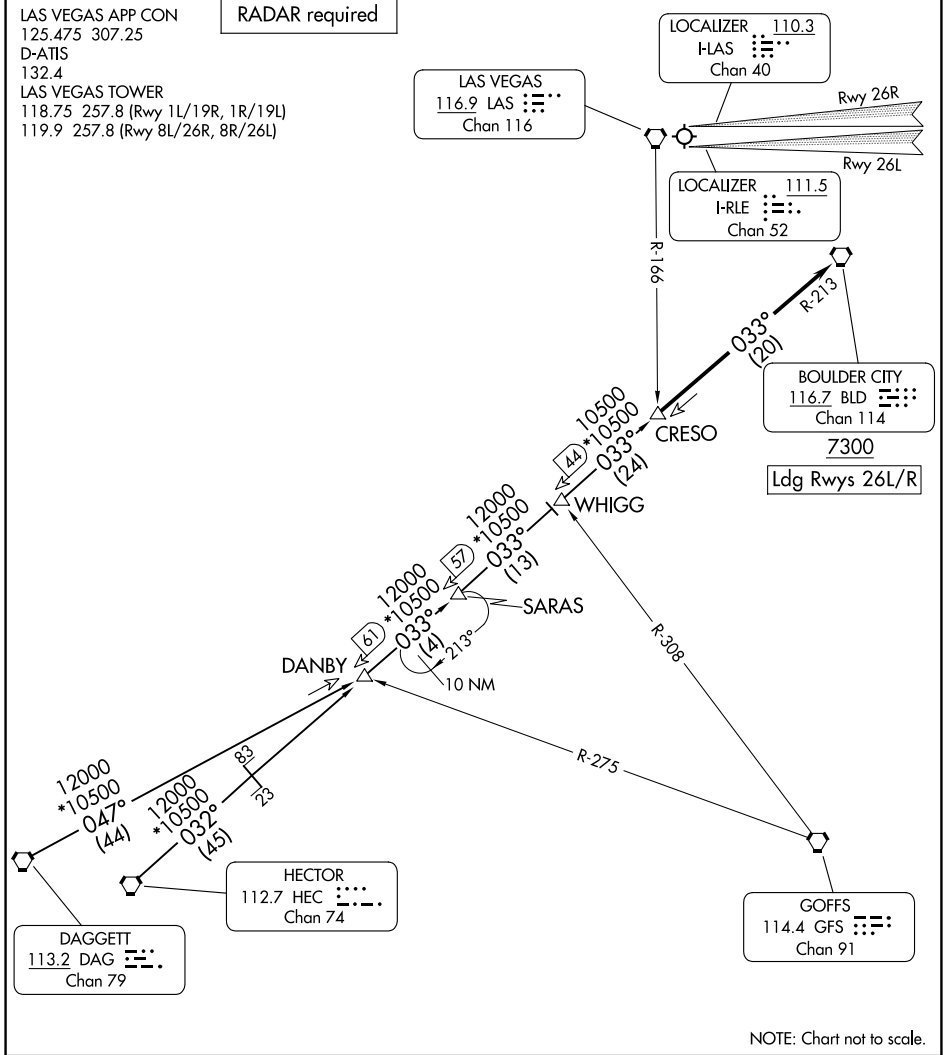 LAS VEGAS APP CON
125.475 307.25
D-ATIS
132.4
LAS VEGAS TOWER
118.75 257.8 (Rwy 1L/19R, 1R/19L)
119.9 257.8 (Rwy 8L/26R, 8R/26L)
RADAR required
LOCALIZER 110.3
I-LAS
Chan 40
LAS VEGAS
116.9 LAS
Chan 116
Rwy 26R
Rwy 26L
LOCALIZER 111.5
I-RLE
Chan 52
R-166
R-213
033°
(20)
BOULDER CITY
116.7 BLD
Chan 114
7300
Ldg Rwys 26L/R
CRESO
10500
*10500
033°
(24)
44
WHIGG
12000
*10500
033°
(13)
57
SARAS
12000
*10500
033°
(4)
61
213°
10 NM
DANBY
R-308
R-275
83
23
12000
*10500
047°
(44)
12000
*10500
032°
(45)
HECTOR
112.7 HEC
Chan 74
DAGGETT
113.2 DAG
Chan 79
GOFFS
114.4 GFS
Chan 91
NOTE: Chart not to scale.